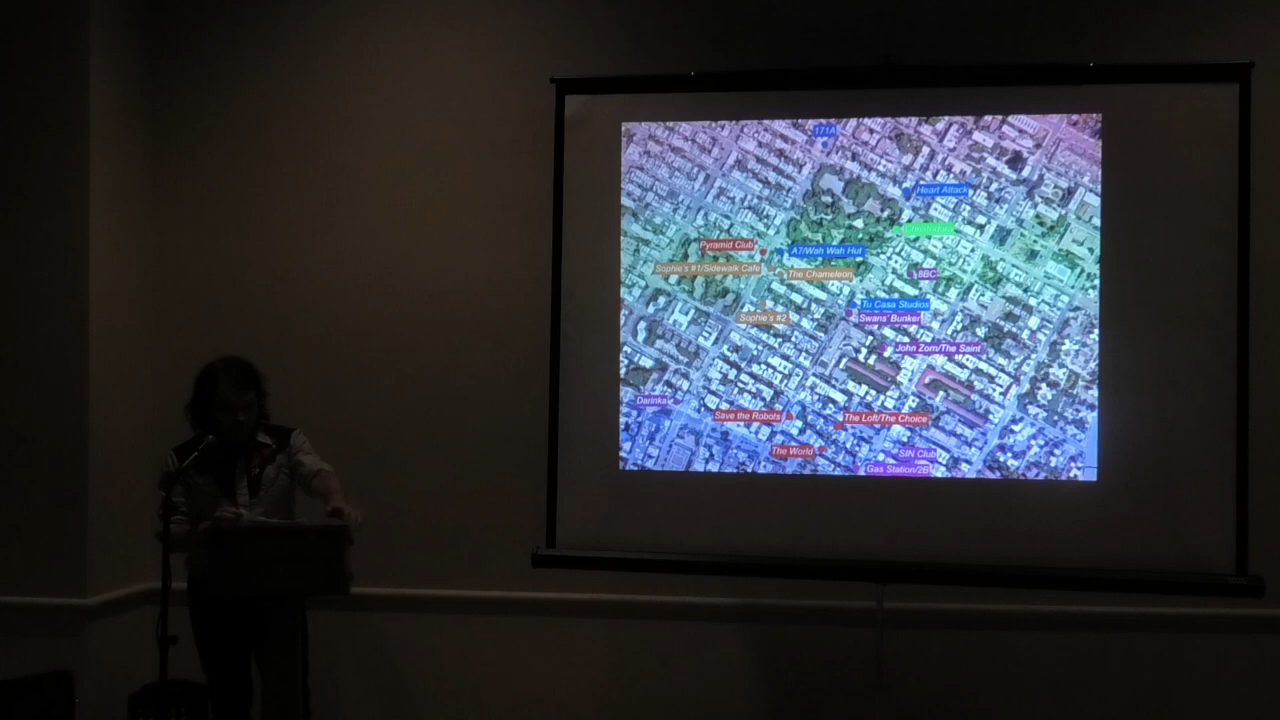 171A
Heart Attack
Pyramid Club
A7/Wah Wah Hut
Sophie's #1/Sidewalk Cafe
The Chameleon
8BC
Tu Casa Studios
Sophie's #2
Swans' Bunker
John Zorn/The Saint
Darinka
Save the Robots
The Loft/The Choice
The World
SIN Club
Gas Station/2B